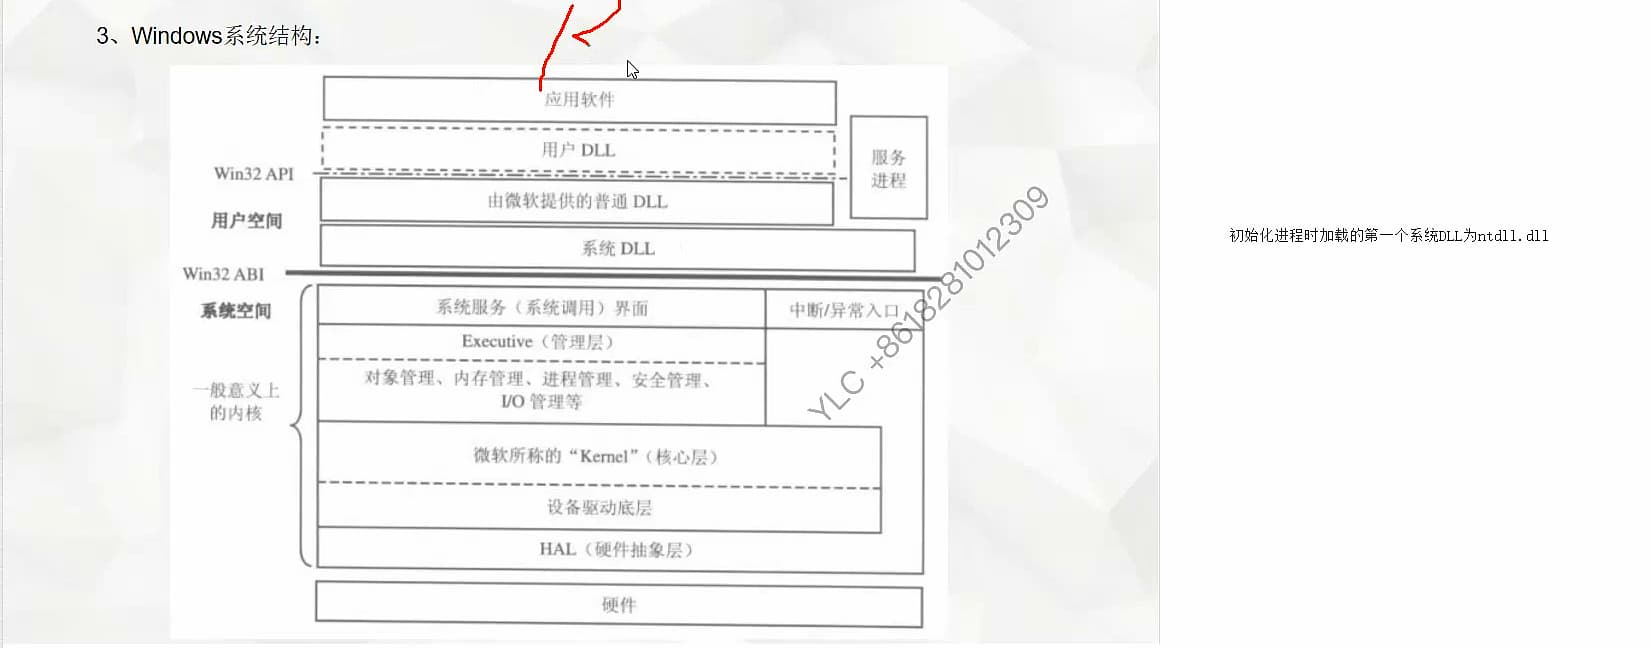 3、Windows系统结构:
应用软件
用户 DLL
服务
进程
Win32 API
由微软提供的普通 DLL
用户空间
系统 DLL
Win32 ABI
系统空间
系统服务（系统调用）界面
中断/异常入口
Executive（管理层）
对象管理、内存管理、进程管理、安全管理、
I/O 管理等
一般意义上
的内核
微软所称的“Kernel”（核心层）
设备驱动底层
HAL（硬件抽象层）
硬件
YLC +8618281012309
初始化进程时加载的第一个系统DLL为ntdll.dll